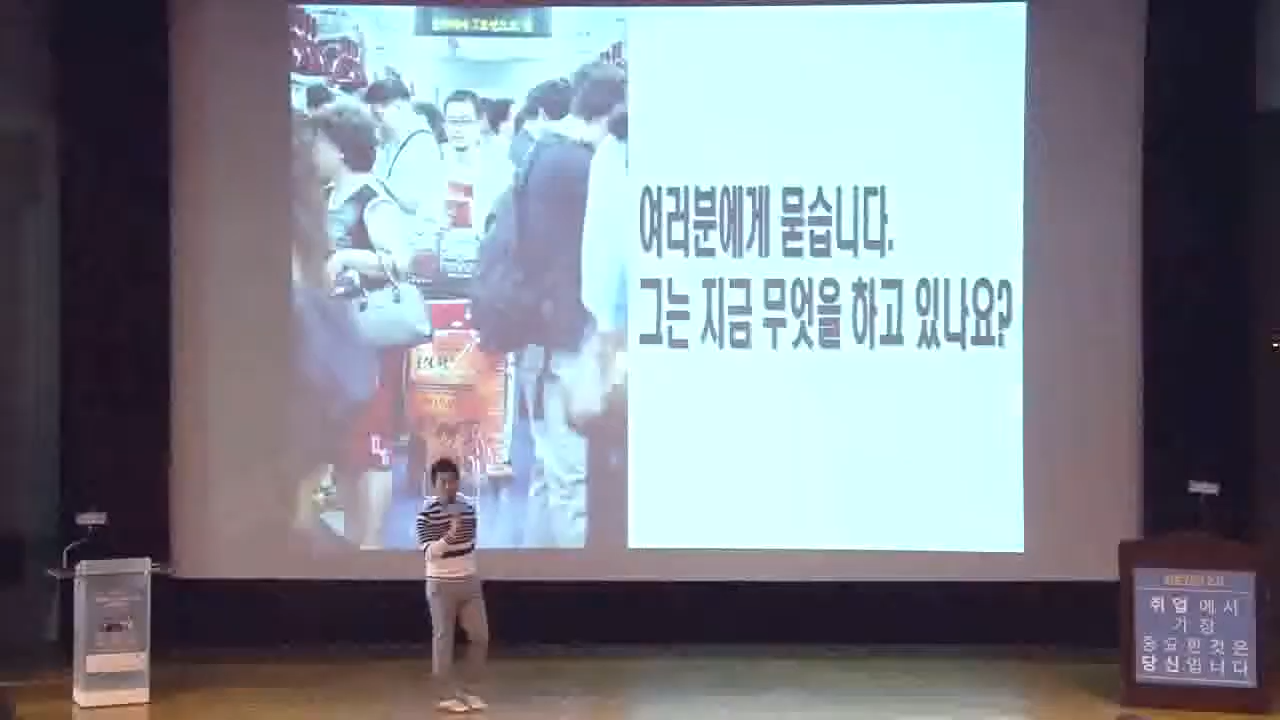 여러분에게 묻습니다.
그는 지금 무엇을 하고 있나요?
취업에서
가장
중요한것은
당신입니다